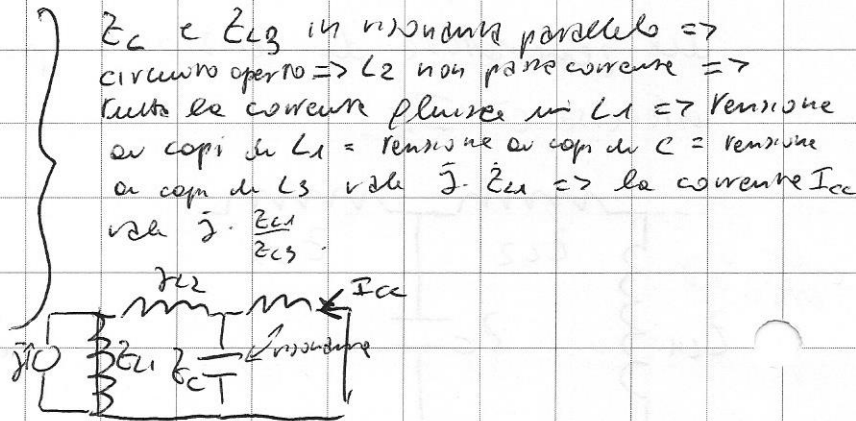 Żc e ŻL3 in risonanza parallelo =>
circuito aperto => L2 non passa corrente =>
tutta la corrente fluisce in L1 => tensione
ai capi di L1 = tensione ai capi di C = tensione
ai capi di L3 vale j̄ · ŻL1 => la corrente Icc
vale j̄ · ŻL1/ŻL3.
ŻL2
Icc
j̄
ŻL1
Żc
risonanza